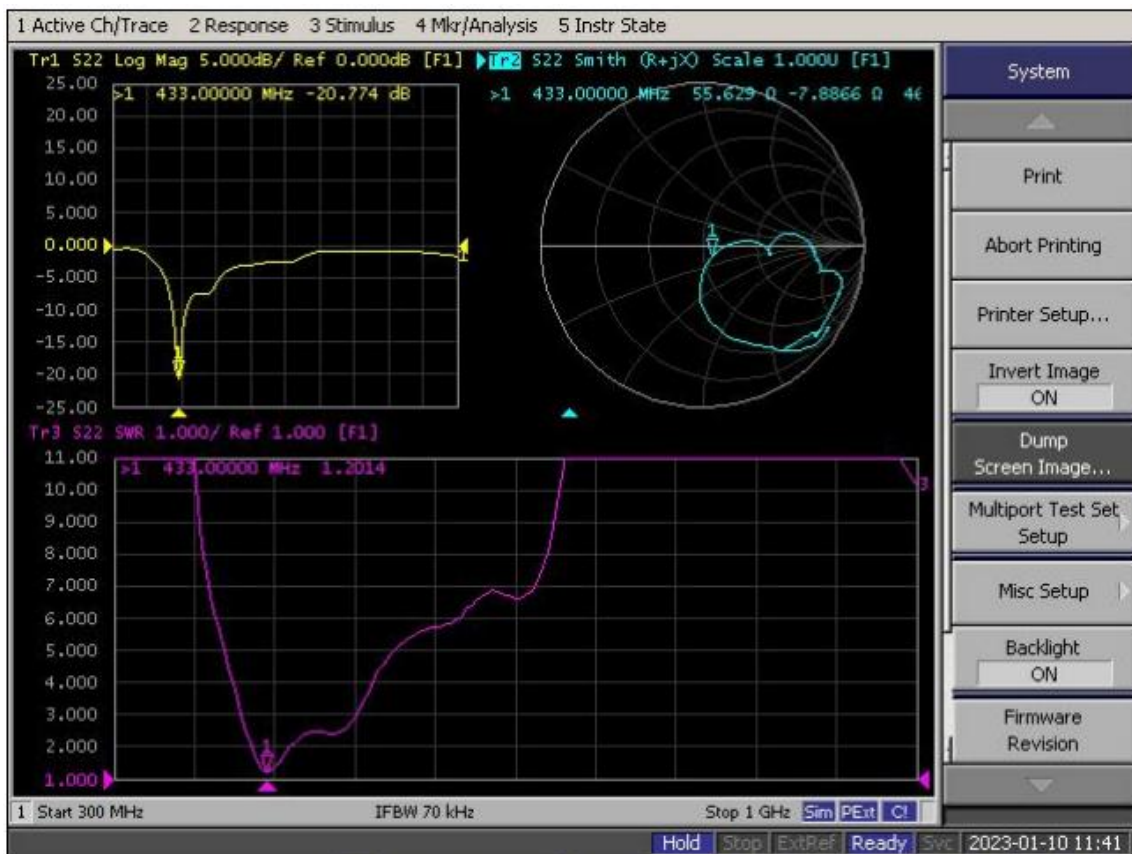 1 Active Ch/Trace 2 Response 3 Stimulus 4 Mkr/Analysis 5 Instr State
Tr1 S22 Log Mag 5.000dB/ Ref 0.000dB [F1]
25.00
>1 433.00000 MHz -20.774 dB
20.00
15.00
10.00
5.000
0.000
-5.000
-10.00
-15.00
-20.00
-25.00
1
1
Tr2 S22 Smith (R+jX) Scale 1.000U [F1]
>1 433.00000 MHz 55.629 Ω -7.8866 Ω 46
1
Tr3 S22 SWR 1.000/ Ref 1.000 [F1]
11.00
>1 433.00000 MHz 1.2014
10.00
9.000
8.000
7.000
6.000
5.000
4.000
3.000
2.000
1.000
1
3
1 Start 300 MHz IFBW 70 kHz Stop 1 GHz Sim PExt C!
System
Print
Abort Printing
Printer Setup...
Invert Image
ON
Dump
Screen Image...
Multiport Test Set
Setup
Misc Setup
Backlight
ON
Firmware
Revision
Hold Stop ExtRef Ready Svc 2023-01-10 11:41